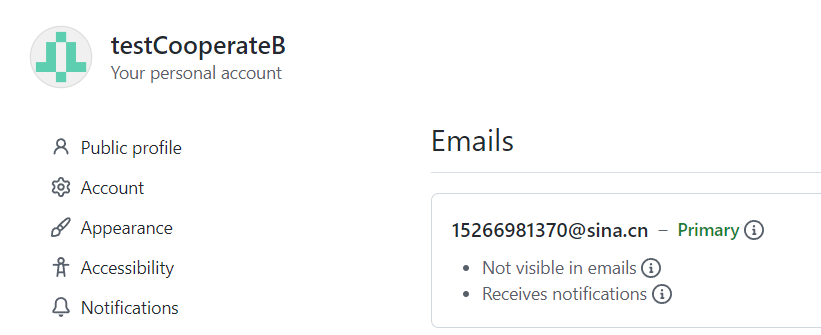 testCooperateB
Your personal account
Public profile
Account
Appearance
Accessibility
Notifications
Emails
15266981370@sina.cn – Primary
Not visible in emails
Receives notifications